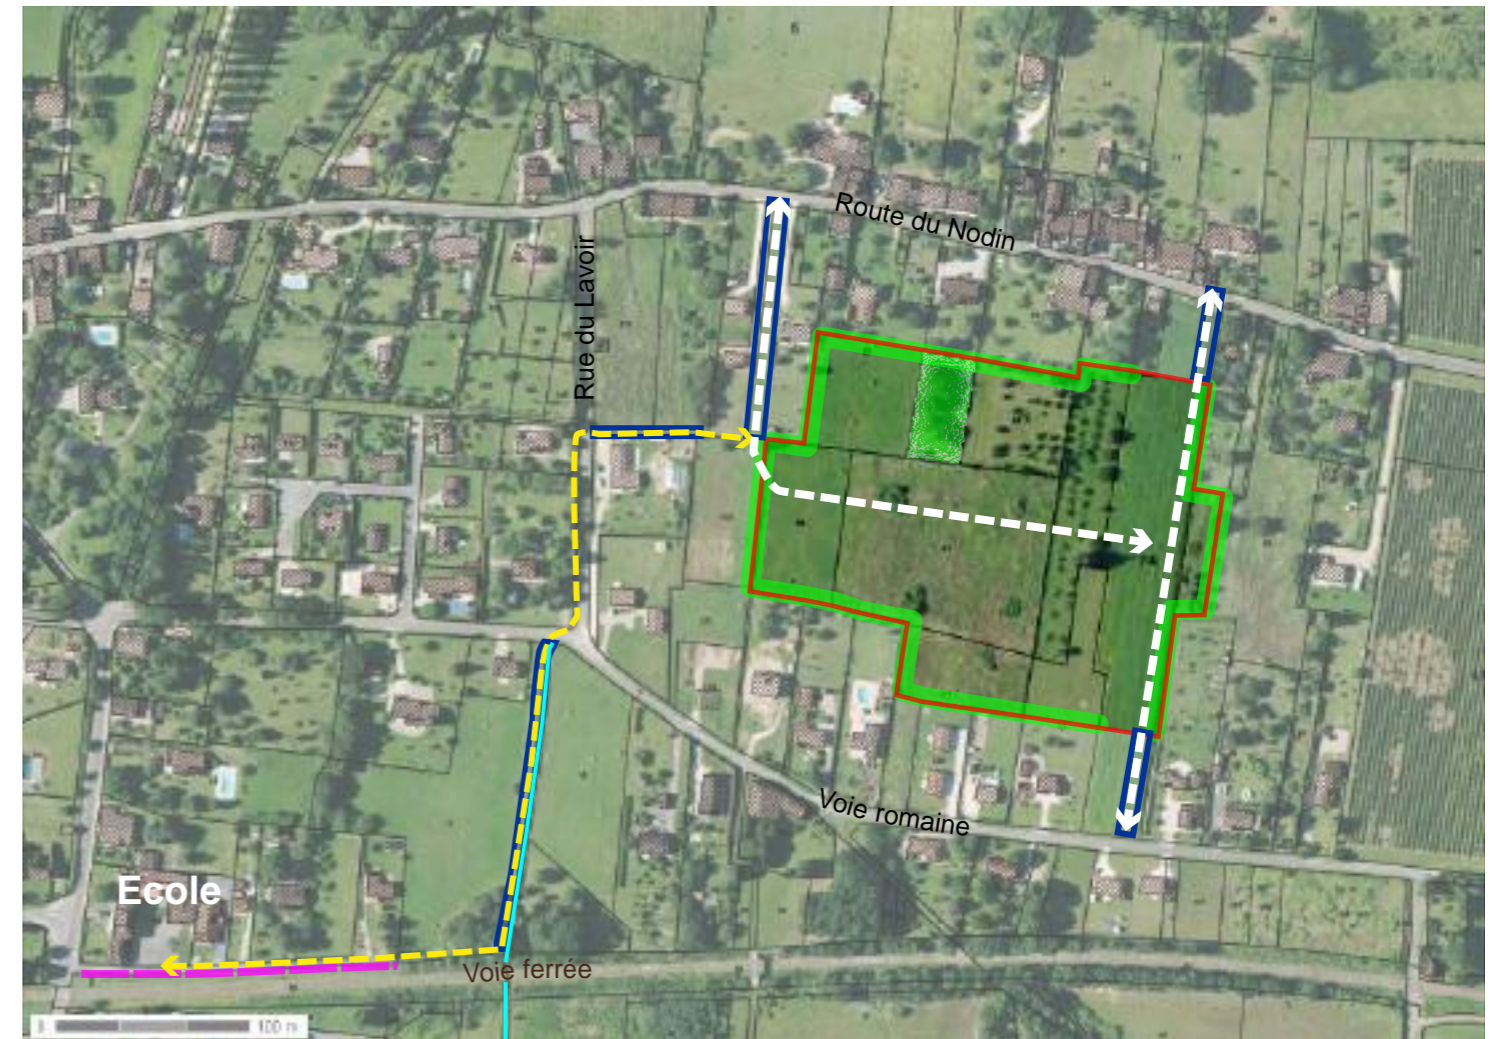 Route du Nodin
Rue du Lavoir
Voie romaine
Ecole
Voie ferrée
100 m